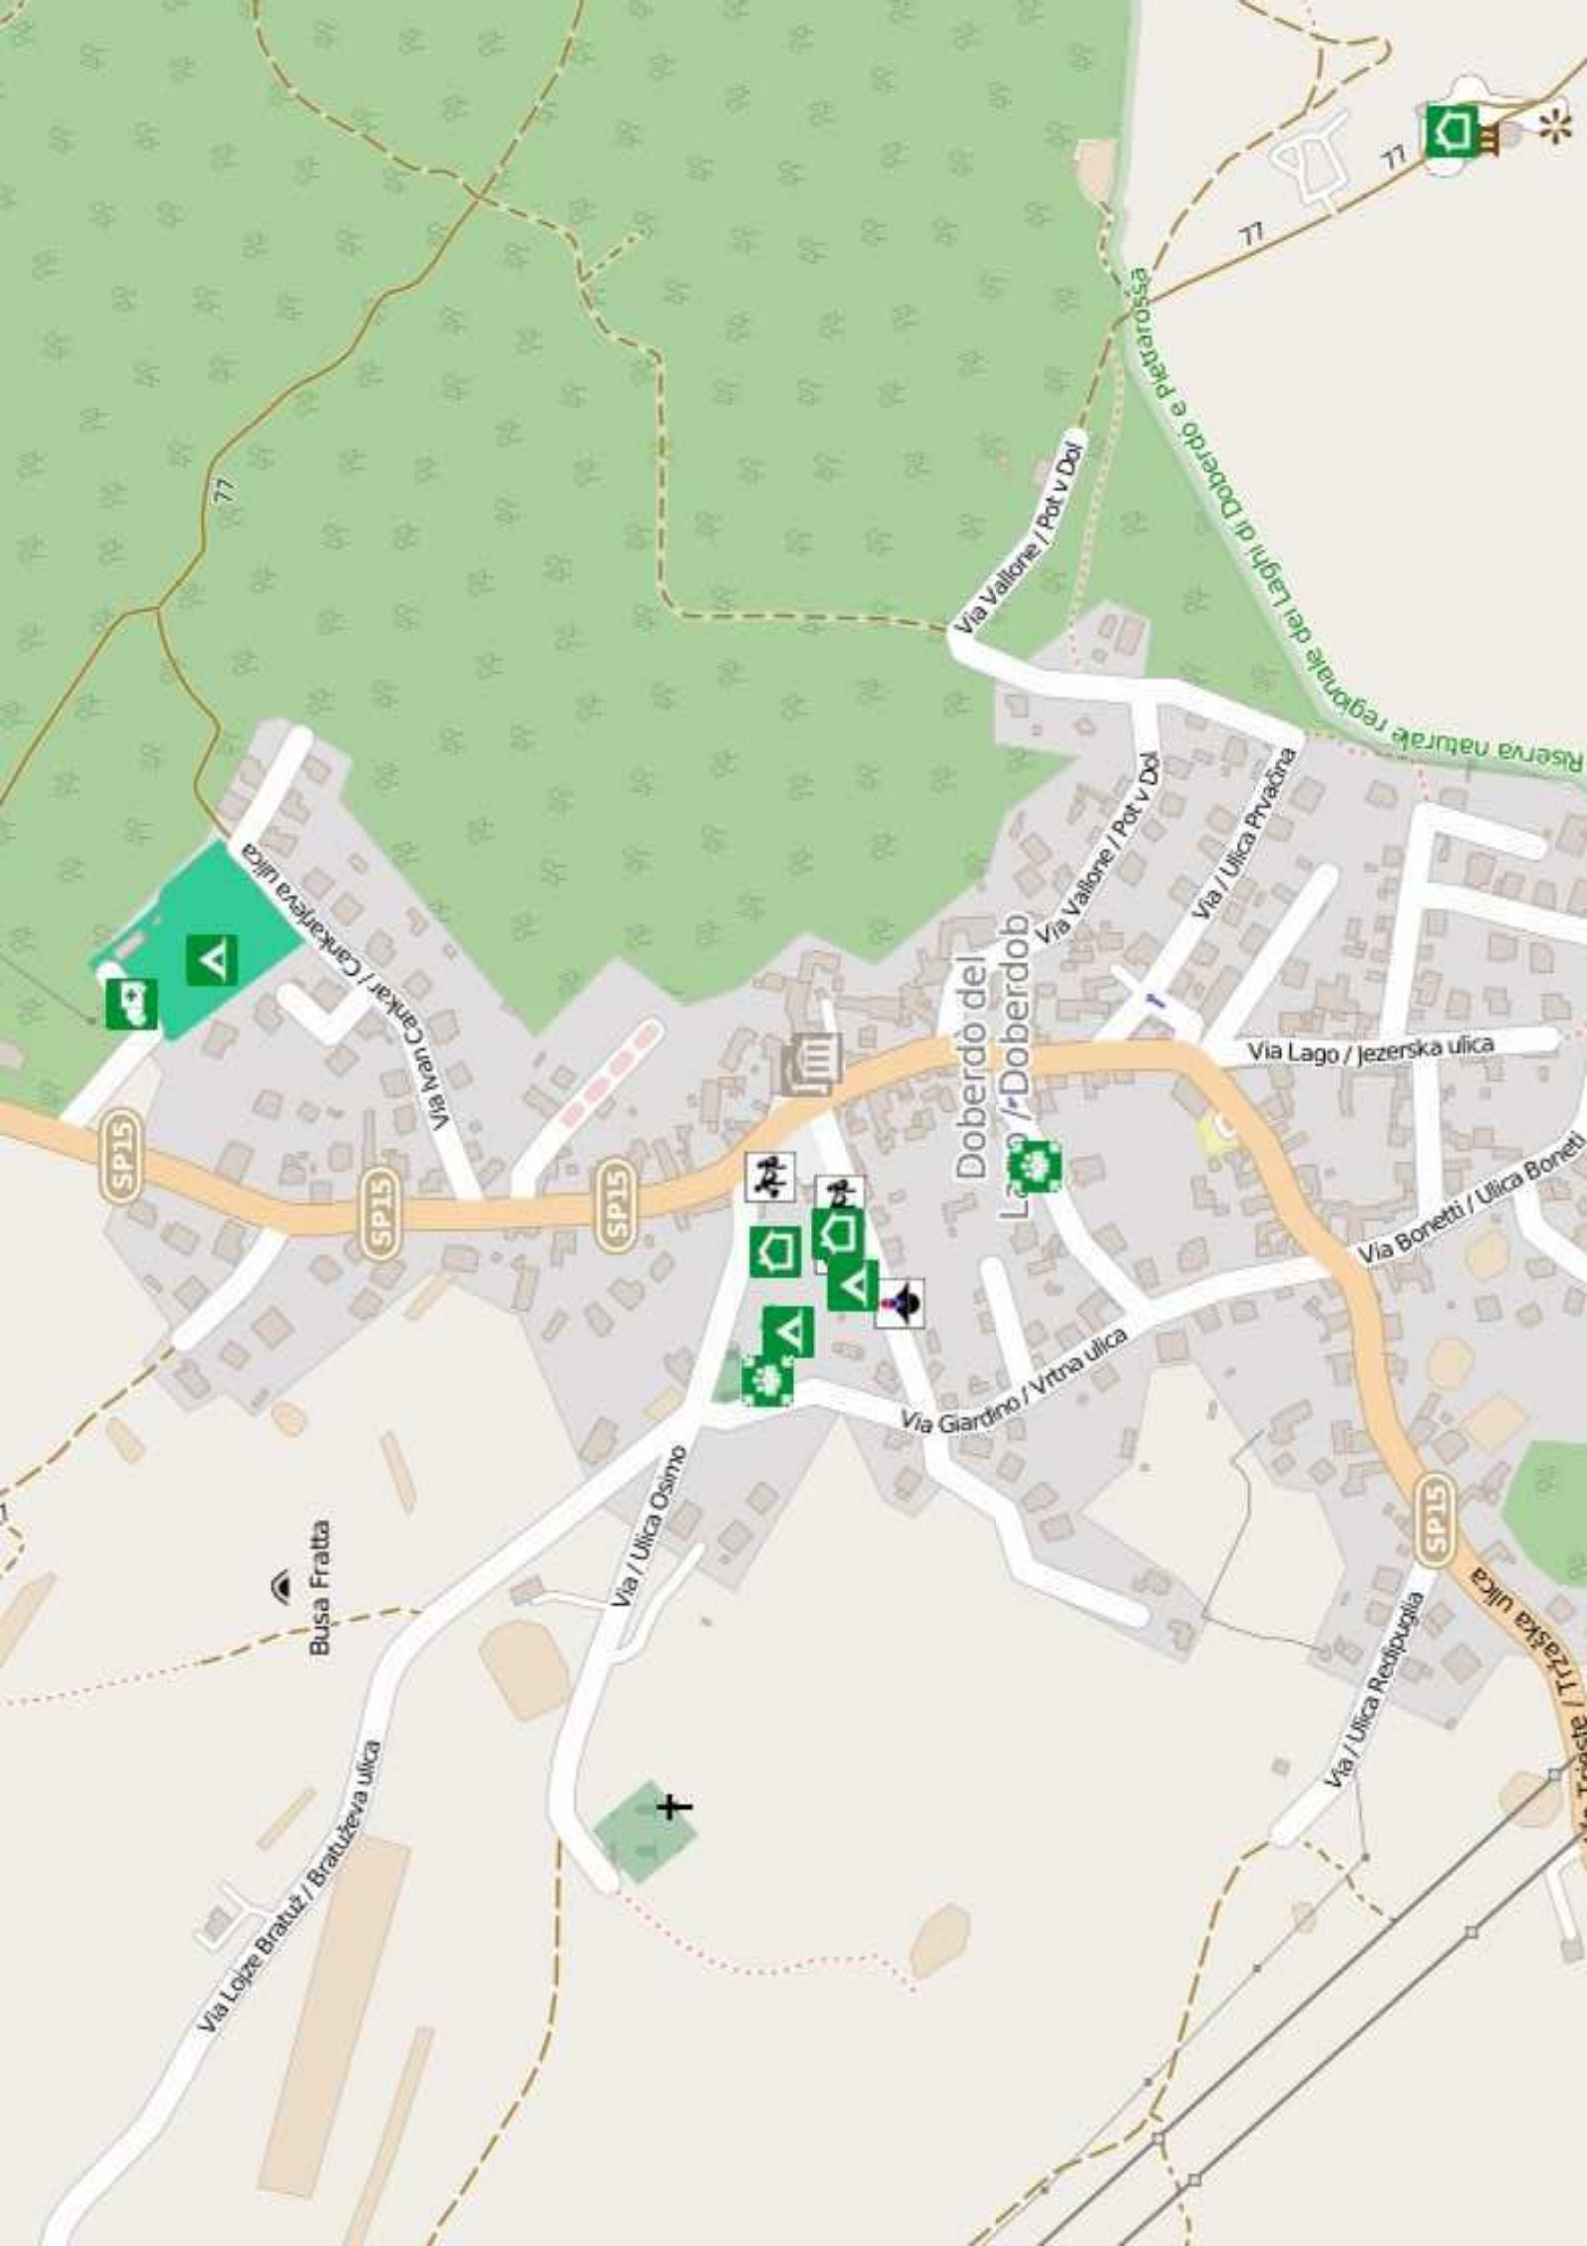 77
77
77
Riserva naturale regionale dei Laghi di Doberdò e Pietrarossa
Via Vallone / Pot v Dol
Via Ivan Cankar / Cankarjeva ulica
Via Vallone / Pot v Dol
Via / Ulica Prvačina
Doberdò del
Lago / Doberdob
Via Lago / Jezerska ulica
SP15
SP15
SP15
Via Bonetti / Ulica Boneti
Via Giardino / Vrtna ulica
Via / Ulica Osimo
Busa Fratta
SP15
Via / Ulica Redipuglia
Trieste / Tržaška ulica
Via Lojze Bratuž / Bratuževa ulica